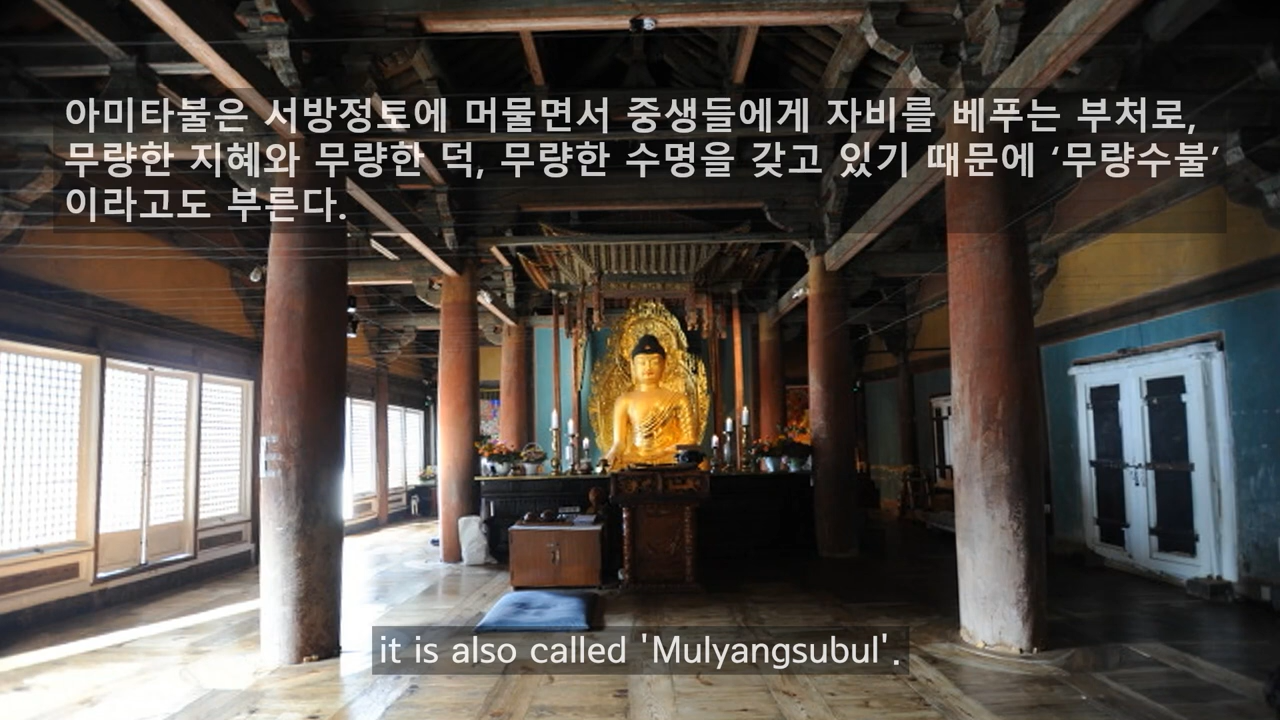 아미타불은 서방정토에 머물면서 중생들에게 자비를 베푸는 부처로,
무량한 지혜와 무량한 덕, 무량한 수명을 갖고 있기 때문에 ‘무량수불’
이라고도 부른다.
it is also called 'Mulyangsubul'.